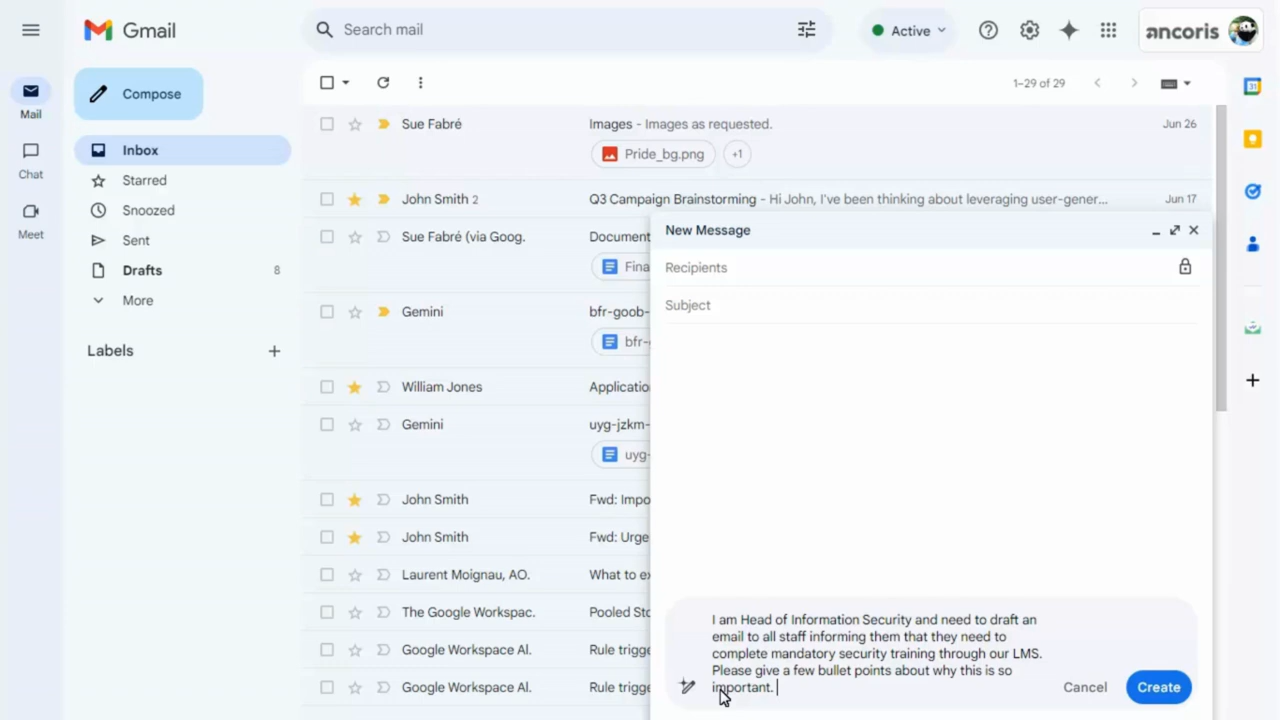 Gmail
Search mail
Active
ancoris
Mail
Chat
Meet
Compose
Inbox
Starred
Snoozed
Sent
Drafts 8
More
Labels
1–29 of 29
Sue Fabré Images - Images as requested. Jun 26
Pride_bg.png +1
John Smith 2 Q3 Campaign Brainstorming - Hi John, I've been thinking about leveraging user-gener... Jun 17
Sue Fabré (via Goog. Document
Fina
Gemini bfr-goob-
bfr-
William Jones Applicatio
Gemini uyg-jzkm-
uyg-
John Smith Fwd: Impo
John Smith Fwd: Urge
Laurent Moignau, AO. What to ex
The Google Workspac. Pooled Sto
Google Workspace Al. Rule trigge
Google Workspace Al. Rule trigge
New Message
Recipients
Subject
I am Head of Information Security and need to draft an
email to all staff informing them that they need to
complete mandatory security training through our LMS.
Please give a few bullet points about why this is so
important.
Cancel
Create
31